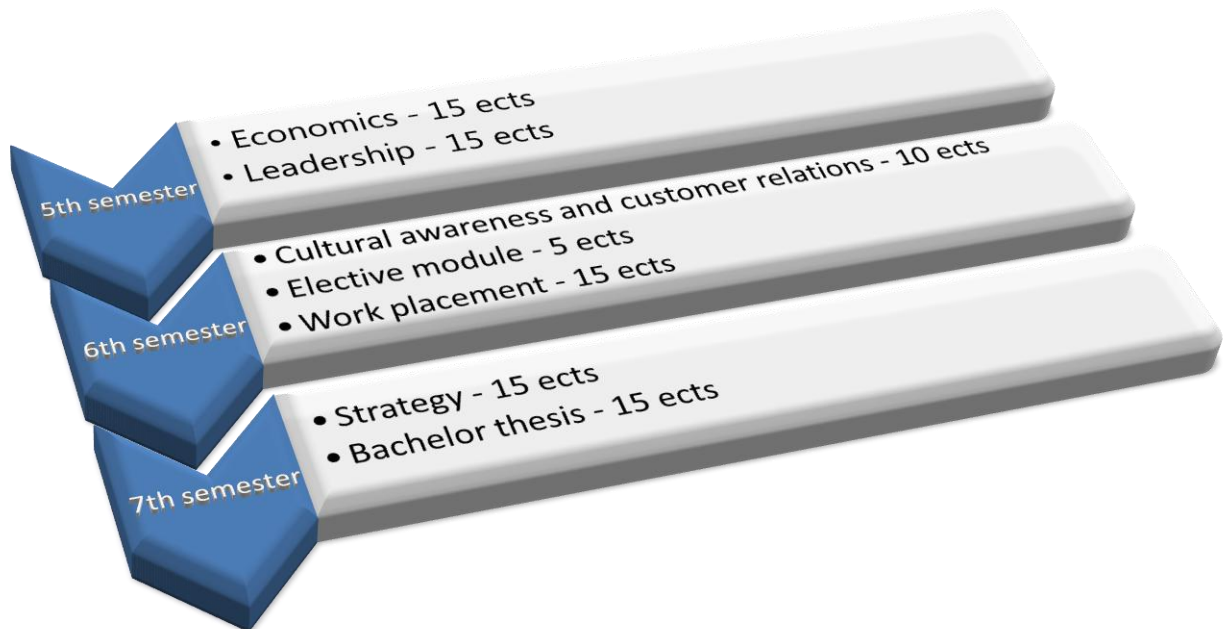 5th semester
• Economics - 15 ects
• Leadership - 15 ects
6th semester
• Cultural awareness and customer relations - 10 ects
• Elective module - 5 ects
• Work placement - 15 ects
7th semester
• Strategy - 15 ects
• Bachelor thesis - 15 ects